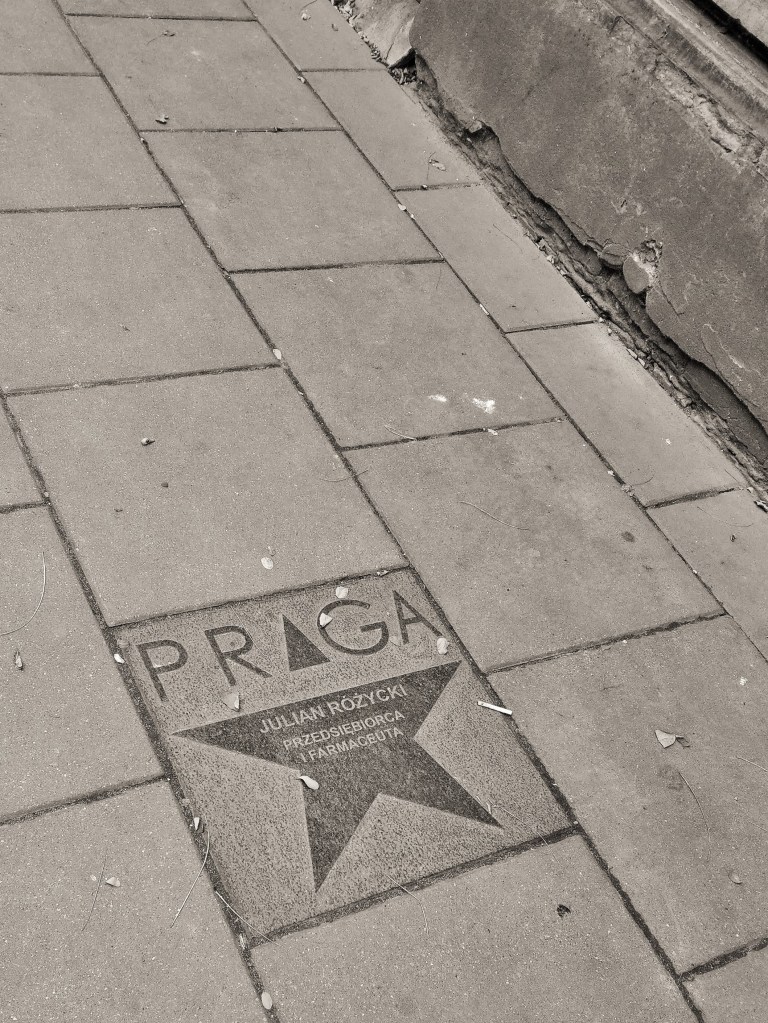 PRAGA
JULIAN RÓŻYCKI
PRZEDSIĘBIORCA
I FARMACEUTA